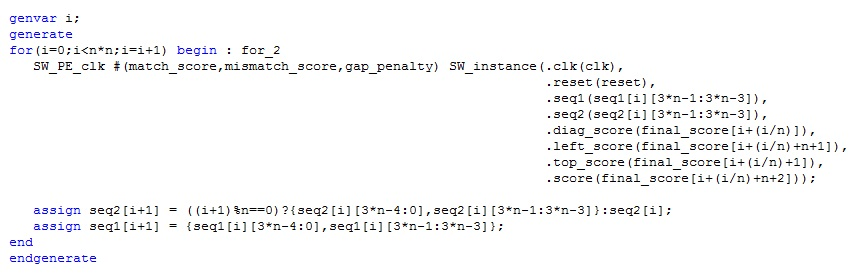 genvar i;
generate
for(i=0;i<n*n;i=i+1) begin : for_2
SW_PE_clk #(match_score,mismatch_score,gap_penalty) SW_instance(.clk(clk),
.reset(reset),
.seq1(seq1[i][3*n-1:3*n-3]),
.seq2(seq2[i][3*n-1:3*n-3]),
.diag_score(final_score[i+(i/n)]),
.left_score(final_score[i+(i/n)+n+1]),
.top_score(final_score[i+(i/n)+1]),
.score(final_score[i+(i/n)+n+2]));
assign seq2[i+1] = ((i+1)%n==0)?{seq2[i][3*n-4:0],seq2[i][3*n-1:3*n-3]}:seq2[i];
assign seq1[i+1] = {seq1[i][3*n-4:0],seq1[i][3*n-1:3*n-3]};
end
endgenerate